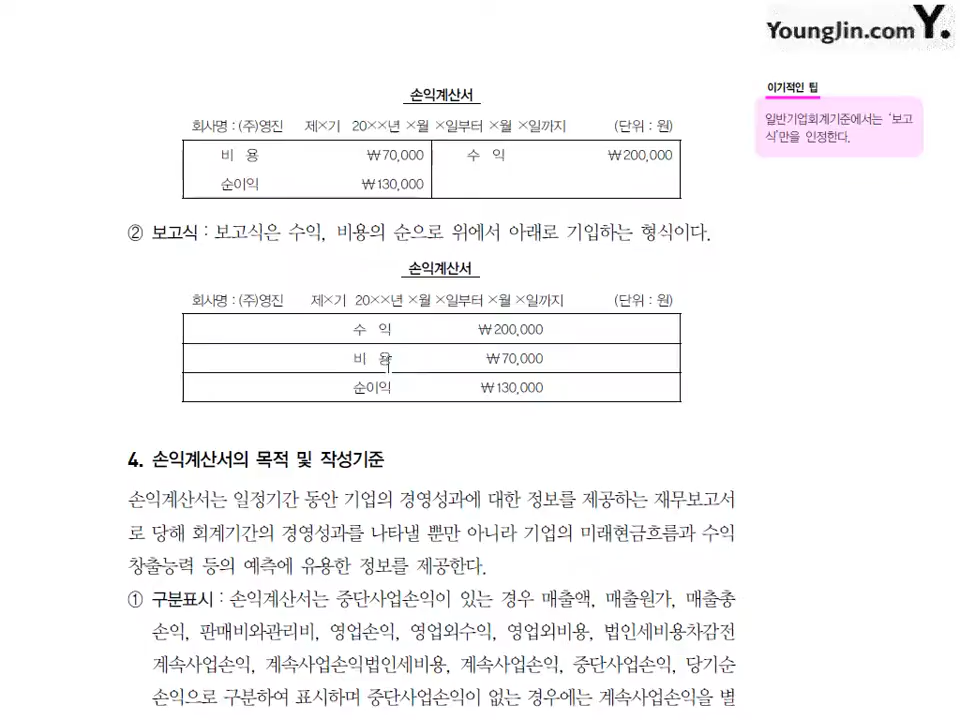 YoungJin.com Y.
손익계산서
회사명 : (주)영진 제×기 20××년 ×월 ×일부터 ×월 ×일까지 (단위 : 원)
비 용 ₩70,000 수 익 ₩200,000
순이익 ₩130,000
이기적인 팁
일반기업회계기준에서는 '보고
식'만을 인정한다.
② 보고식 : 보고식은 수익, 비용의 순으로 위에서 아래로 기입하는 형식이다.
손익계산서
회사명 : (주)영진 제×기 20××년 ×월 ×일부터 ×월 ×일까지 (단위 : 원)
수 익 ₩200,000
비 용 ₩70,000
순이익 ₩130,000
4. 손익계산서의 목적 및 작성기준
손익계산서는 일정기간 동안 기업의 경영성과에 대한 정보를 제공하는 재무보고서
로 당해 회계기간의 경영성과를 나타낼 뿐만 아니라 기업의 미래현금흐름과 수익
창출능력 등의 예측에 유용한 정보를 제공한다.
① 구분표시 : 손익계산서는 중단사업손익이 있는 경우 매출액, 매출원가, 매출총
손익, 판매비와관리비, 영업손익, 영업외수익, 영업외비용, 법인세비용차감전
계속사업손익, 계속사업손익법인세비용, 계속사업손익, 중단사업손익, 당기순
손익으로 구분하여 표시하며 중단사업손익이 없는 경우에는 계속사업손익을 별